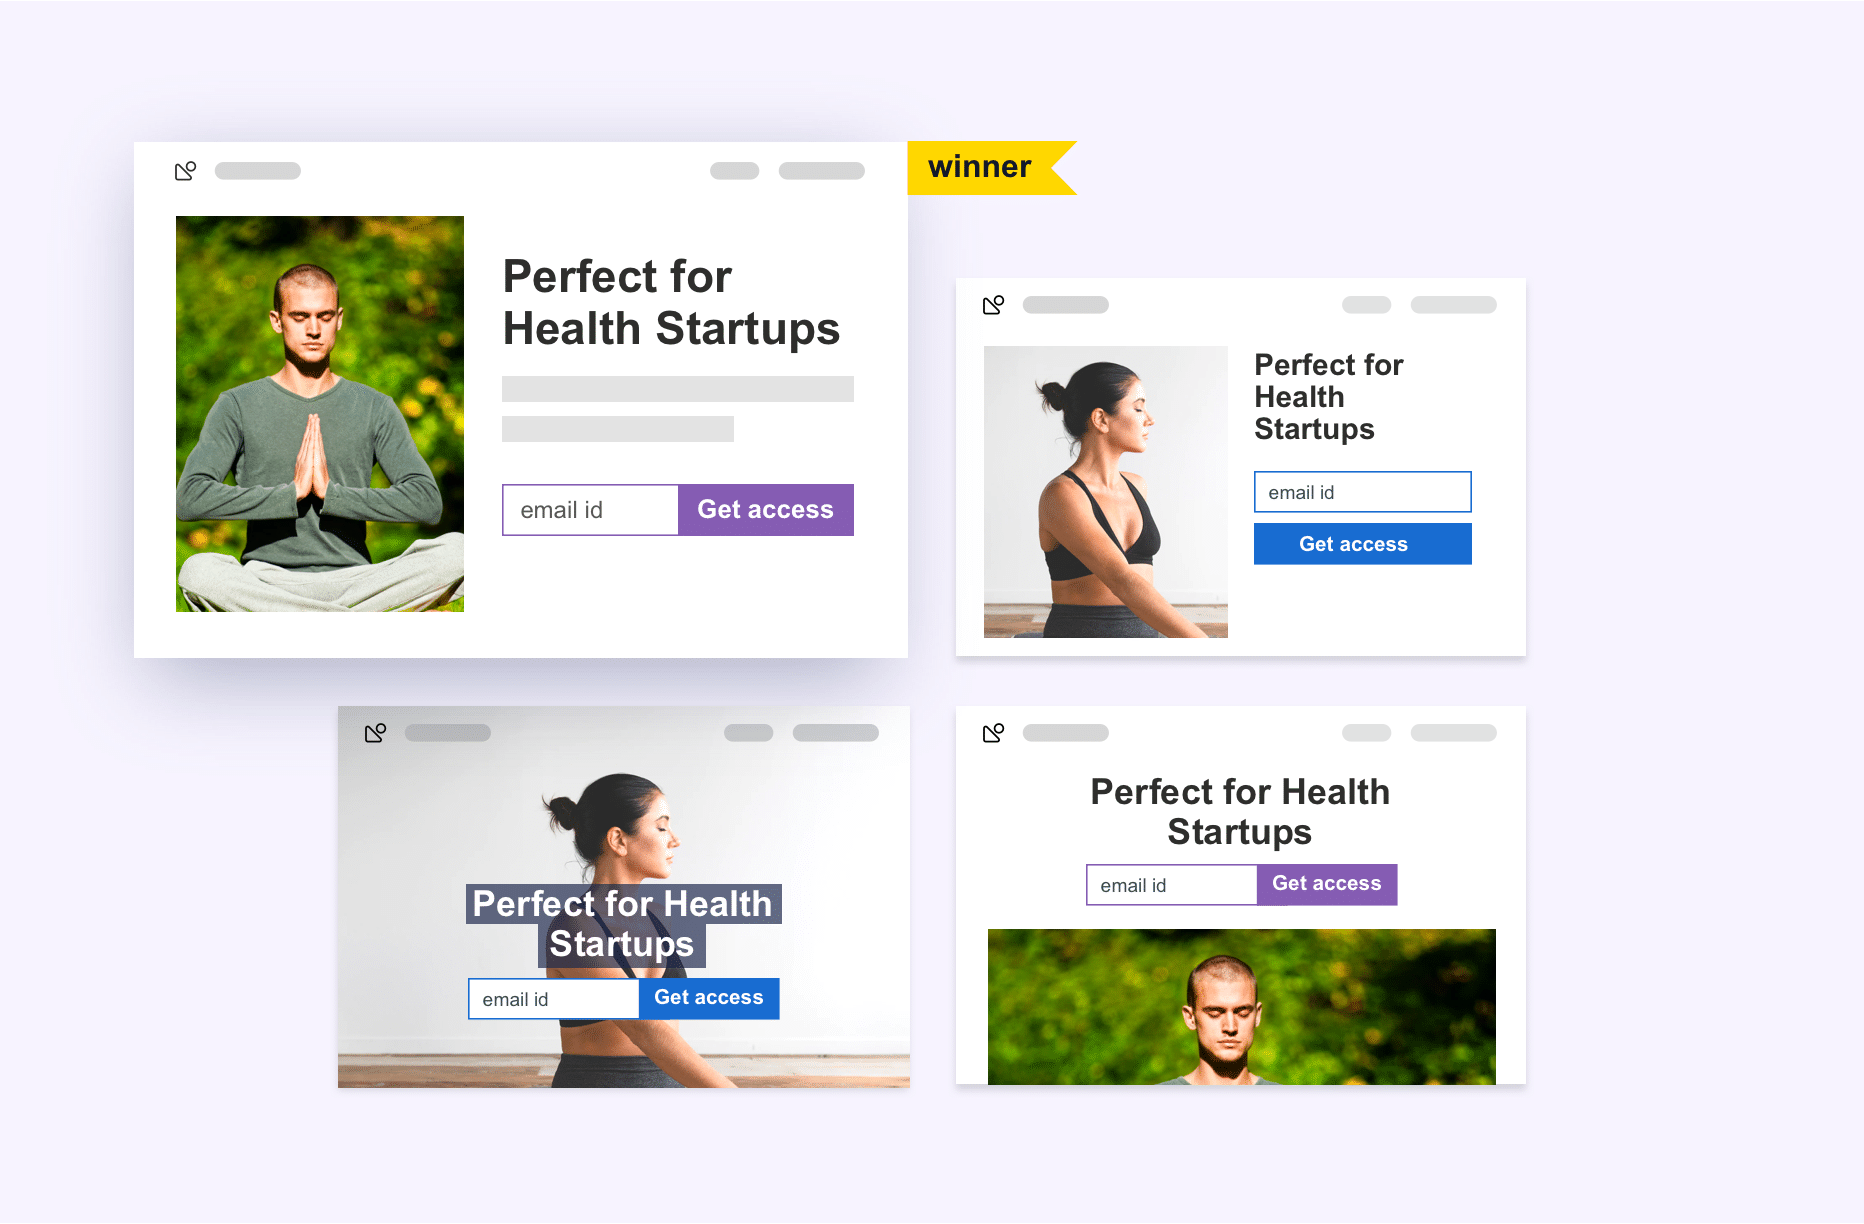 winner
Perfect for
Health Startups
email id
Get access
Perfect for
Health
Startups
email id
Get access
Perfect for Health
Startups
email id
Get access
Perfect for Health
Startups
email id
Get access